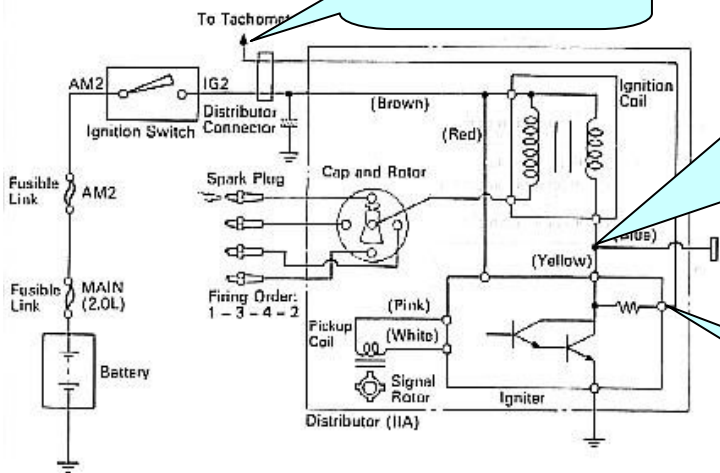 To Tachomet
AM2
IG2
Ignition Switch
Distributor
Connector
(Brown)
(Red)
Ignition
Coil
Fusible
Link
AM2
Spark Plug
Cap and Rotor
(Yellow)
Fusible
Link
MAIN
(2.0L)
Firing Order:
1 – 3 – 4 – 2
(Pink)
Pickup
Coil
(White)
Battery
Signal
Rotor
Igniter
Distributor (IIA)